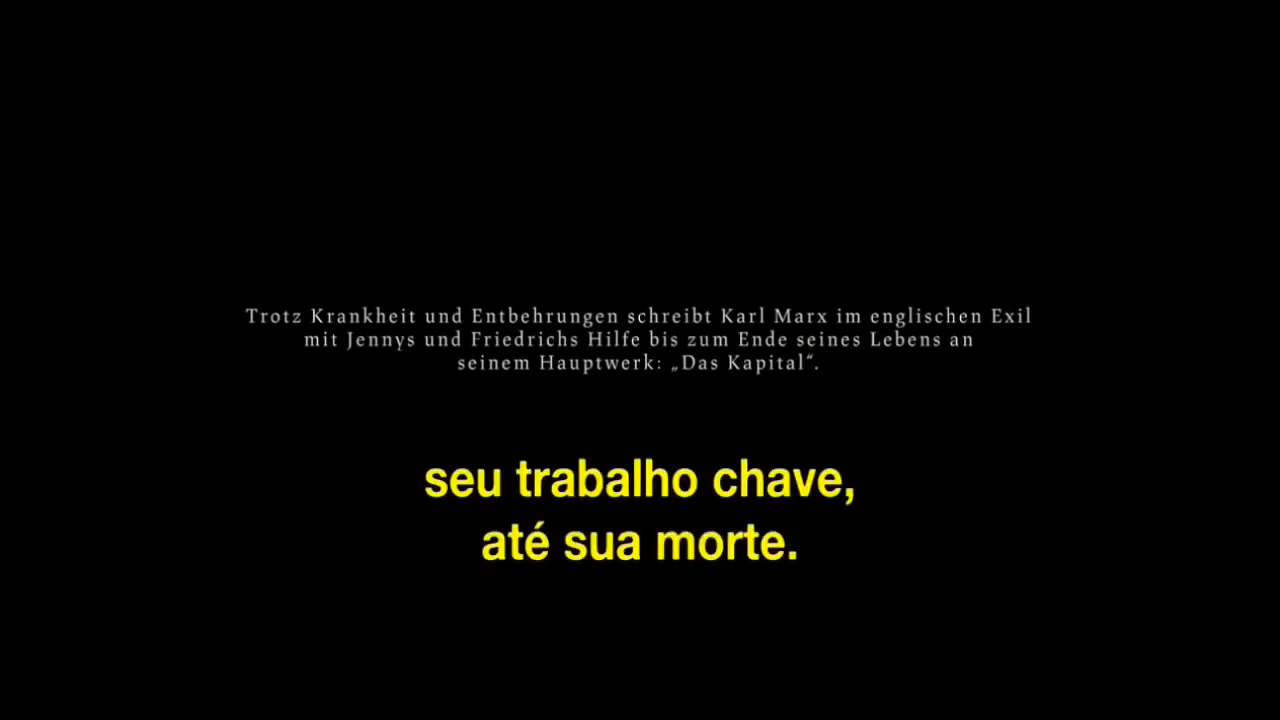 Trotz Krankheit und Entbehrungen schreibt Karl Marx im englischen Exil
mit Jennys und Friedrichs Hilfe bis zum Ende seines Lebens an
seinem Hauptwerk: „Das Kapital“.
seu trabalho chave,
até sua morte.